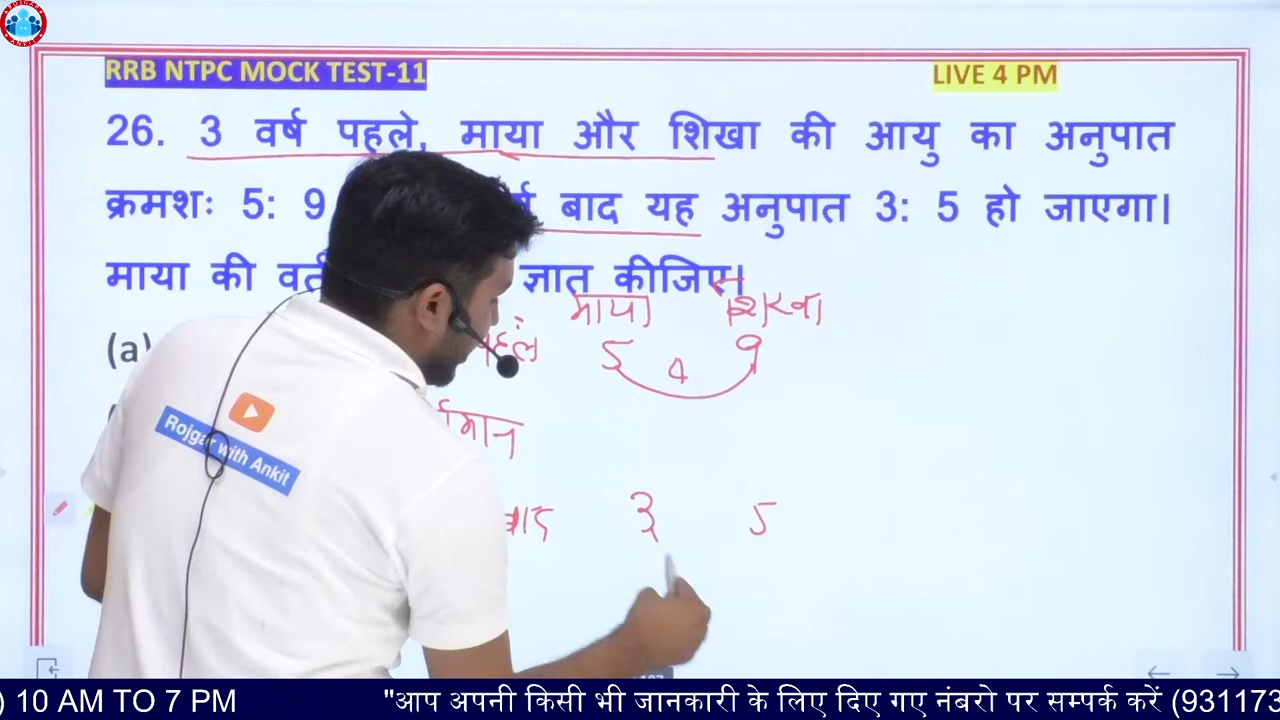 RRB NTPC MOCK TEST-11
LIVE 4 PM
26. 3 वर्ष पहले, माया और शिखा की आयु का अनुपात
क्रमशः 5: 9 बाद यह अनुपात 3: 5 हो जाएगा।
माया की ज्ञात कीजिए।
माया शिखा
(a) पहले 5 4 9
बाद 3 5
Rojgar with Ankit
) 10 AM TO 7 PM "आप अपनी किसी भी जानकारी के लिए दिए गए नंबरो पर सम्पर्क करें (931173